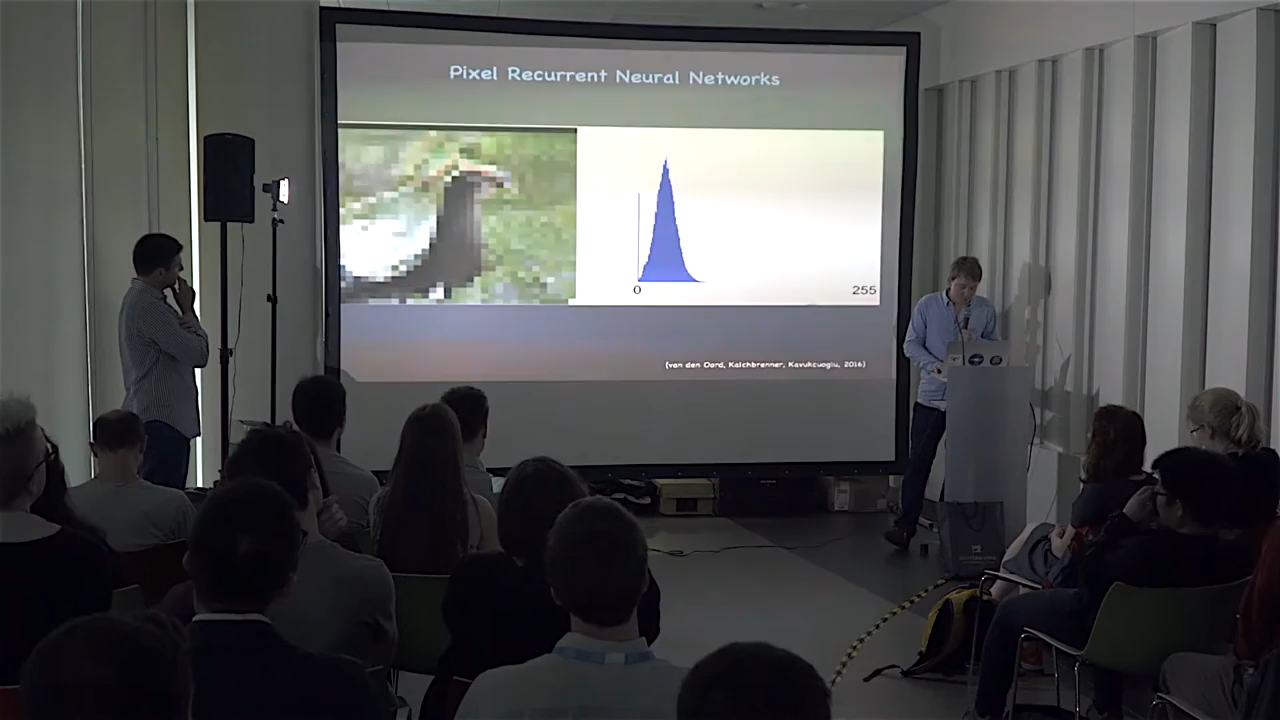 Pixel Recurrent Neural Networks
0
255
(van den Oord, Kalchbrenner, Kavukcuoglu, 2016)